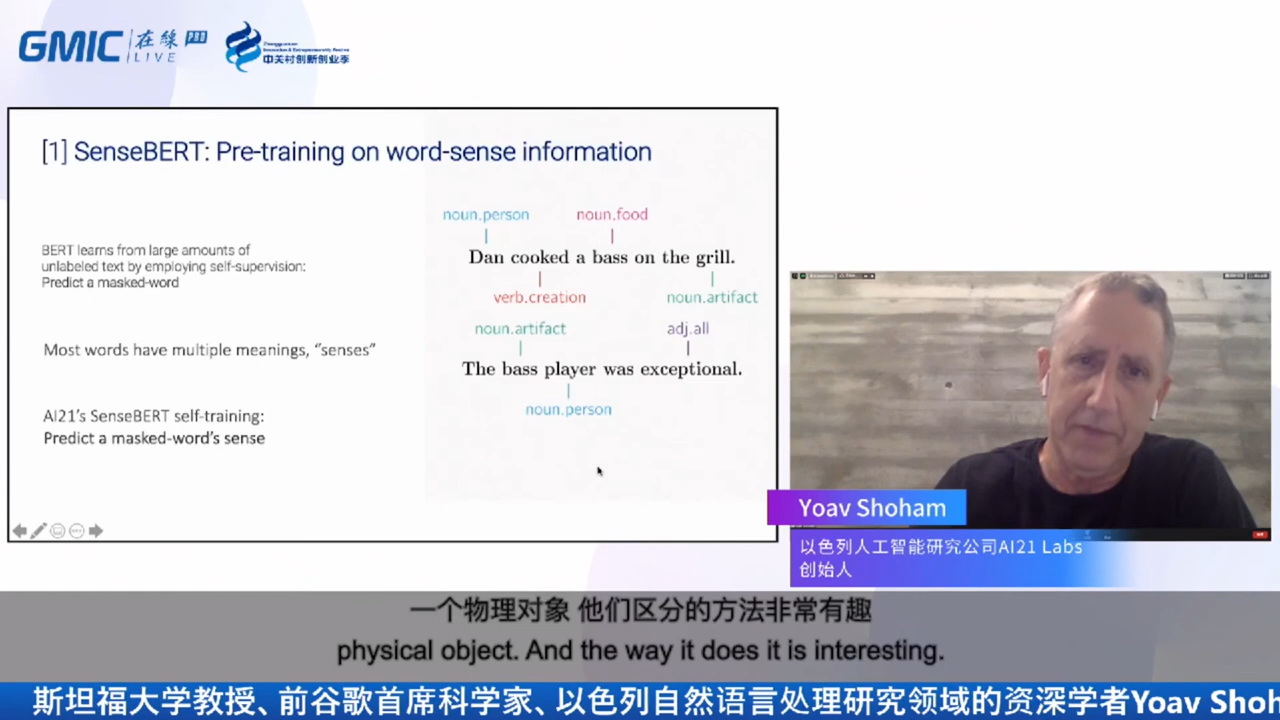 GMIC 在線 PRO
LIVE
Zhongguancun
Innovation & Entrepreneurship Season
中关村创新创业季
[1] SenseBERT: Pre-training on word-sense information
BERT learns from large amounts of
unlabeled text by employing self-supervision:
Predict a masked-word
Most words have multiple meanings, “senses”
AI21’s SenseBERT self-training:
Predict a masked-word’s sense
noun.person noun.food
Dan cooked a bass on the grill.
verb.creation noun.artifact
noun.artifact adj.all
The bass player was exceptional.
noun.person
Yoav Shoham
以色列人工智能研究公司AI21 Labs
创始人
一个物理对象 他们区分的方法非常有趣
physical object. And the way it does it is interesting.
斯坦福大学教授、前谷歌首席科学家、以色列自然语言处理研究领域的资深学者Yoav Shoh